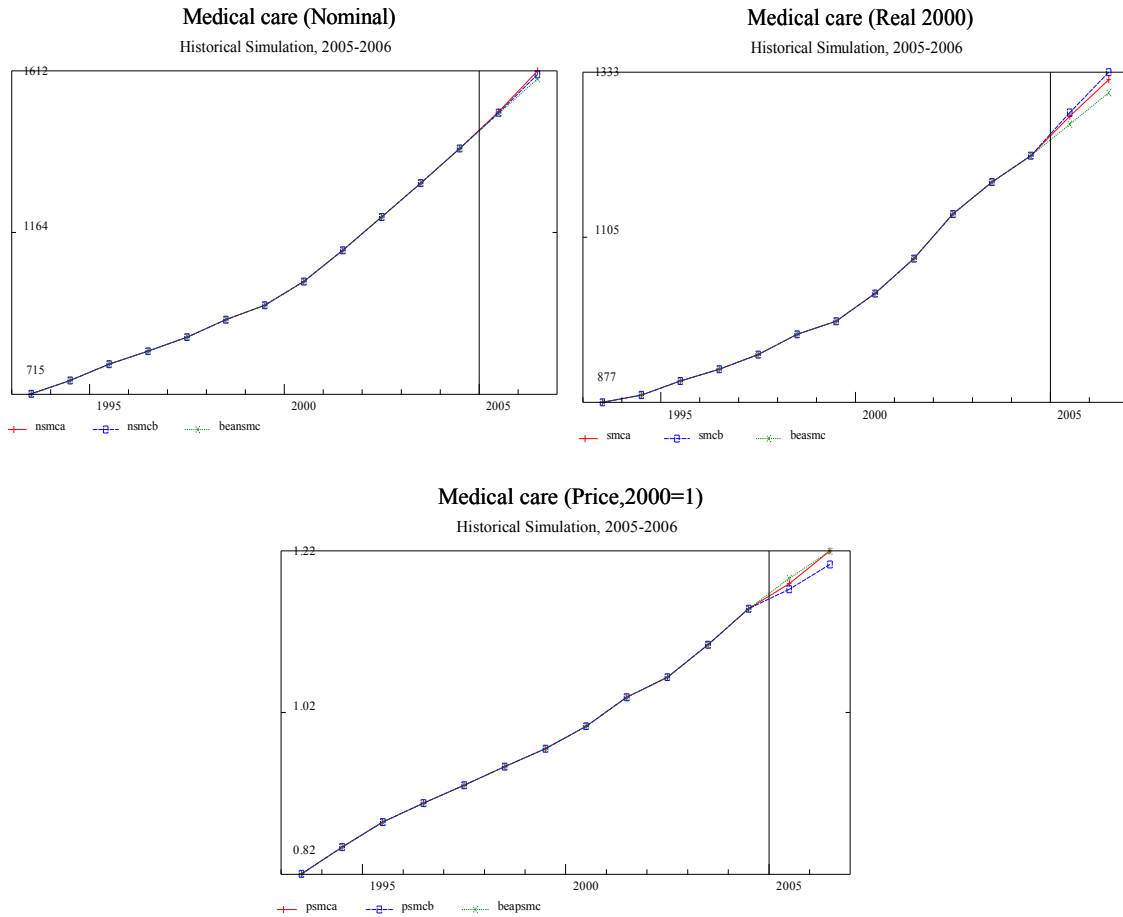 Medical care (Nominal)
Historical Simulation, 2005-2006
1612
1164
715
1995 2000 2005
nsmca nsmcb beansmc
Medical care (Real 2000)
Historical Simulation, 2005-2006
1333
1105
877
1995 2000 2005
smca smcb beasmc
Medical care (Price,2000=1)
Historical Simulation, 2005-2006
1.22
1.02
0.82
1995 2000 2005
psmca psmcb beapsmc